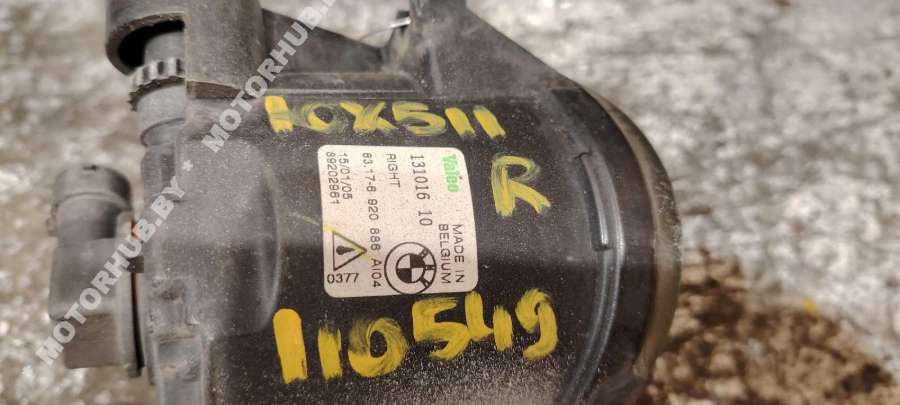 10X511
R
Valeo
131016 10
MADE IN
BELGIUM
RIGHT
63.17-6 920 886 AI04
15/01/05
89202981
0377
110549
* MOTORHUB.BY * MOTORHUB.BY *